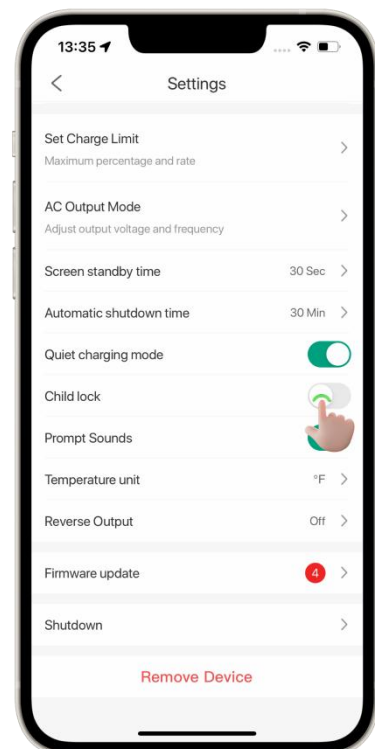 13:35
Settings
Set Charge Limit
Maximum percentage and rate
AC Output Mode
Adjust output voltage and frequency
Screen standby time 30 Sec
Automatic shutdown time 30 Min
Quiet charging mode
Child lock
Prompt Sounds
Temperature unit °F
Reverse Output Off
Firmware update 4
Shutdown
Remove Device